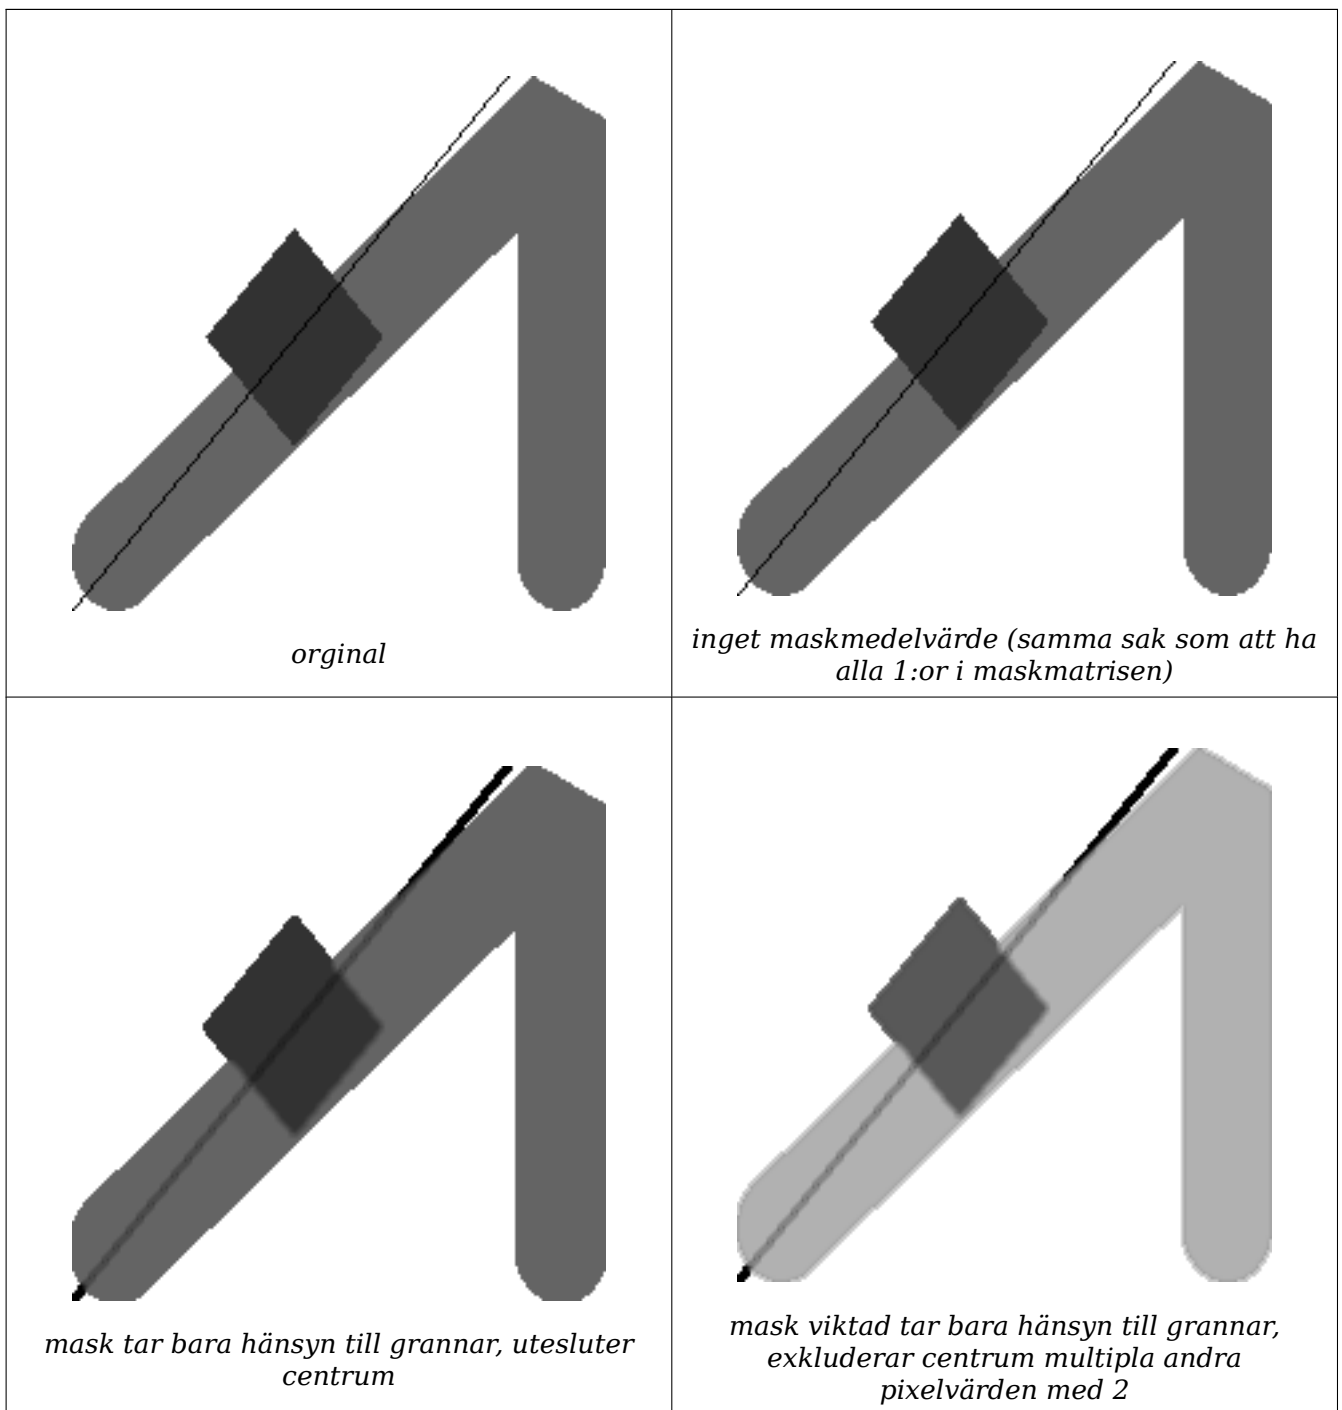 orginal
inget maskmedelvärde (samma sak som att ha
alla 1:or i maskmatrisen)
mask tar bara hänsyn till grannar, utesluter
centrum
mask viktad tar bara hänsyn till grannar,
exkluderar centrum multipla andra
pixelvärden med 2